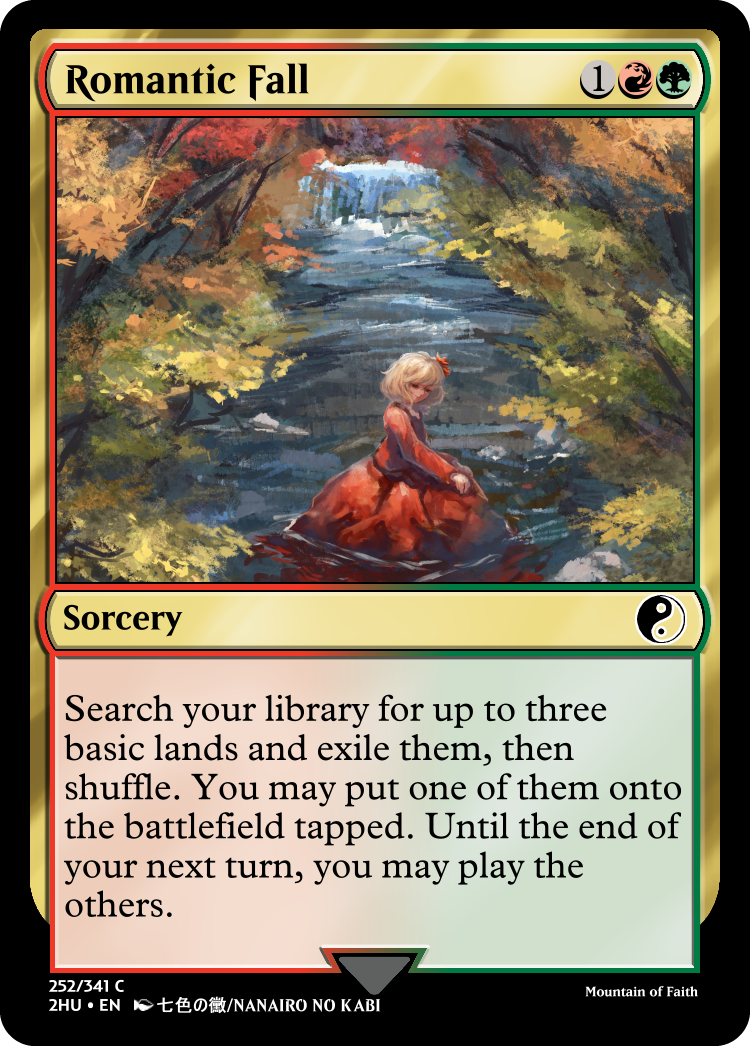 Romantic Fall 1
Sorcery
Search your library for up to three
basic lands and exile them, then
shuffle. You may put one of them onto
the battlefield tapped. Until the end of
your next turn, you may play the
others.
252/341 C
2HU • EN 七色の黴/NANAIRO NO KABI
Mountain of Faith